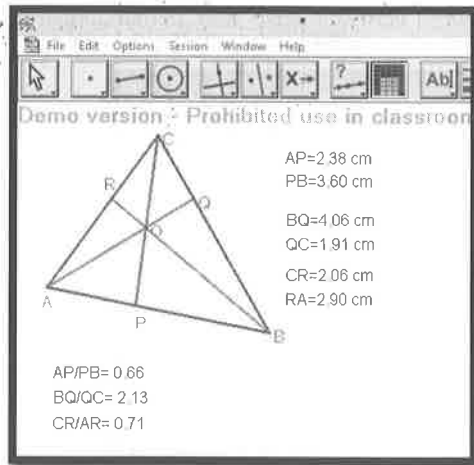 File Edit Options Session Window Help
? X Ab
Demo version - Prohibited use in classroom
C
AP=2.38 cm
PB=3.60 cm
R
Q
BQ=4.06 cm
QC=1.91 cm
O
CR=2.06 cm
RA=2.90 cm
A
P
B
AP/PB= 0.66
BQ/QC= 2.13
CR/AR= 0.71